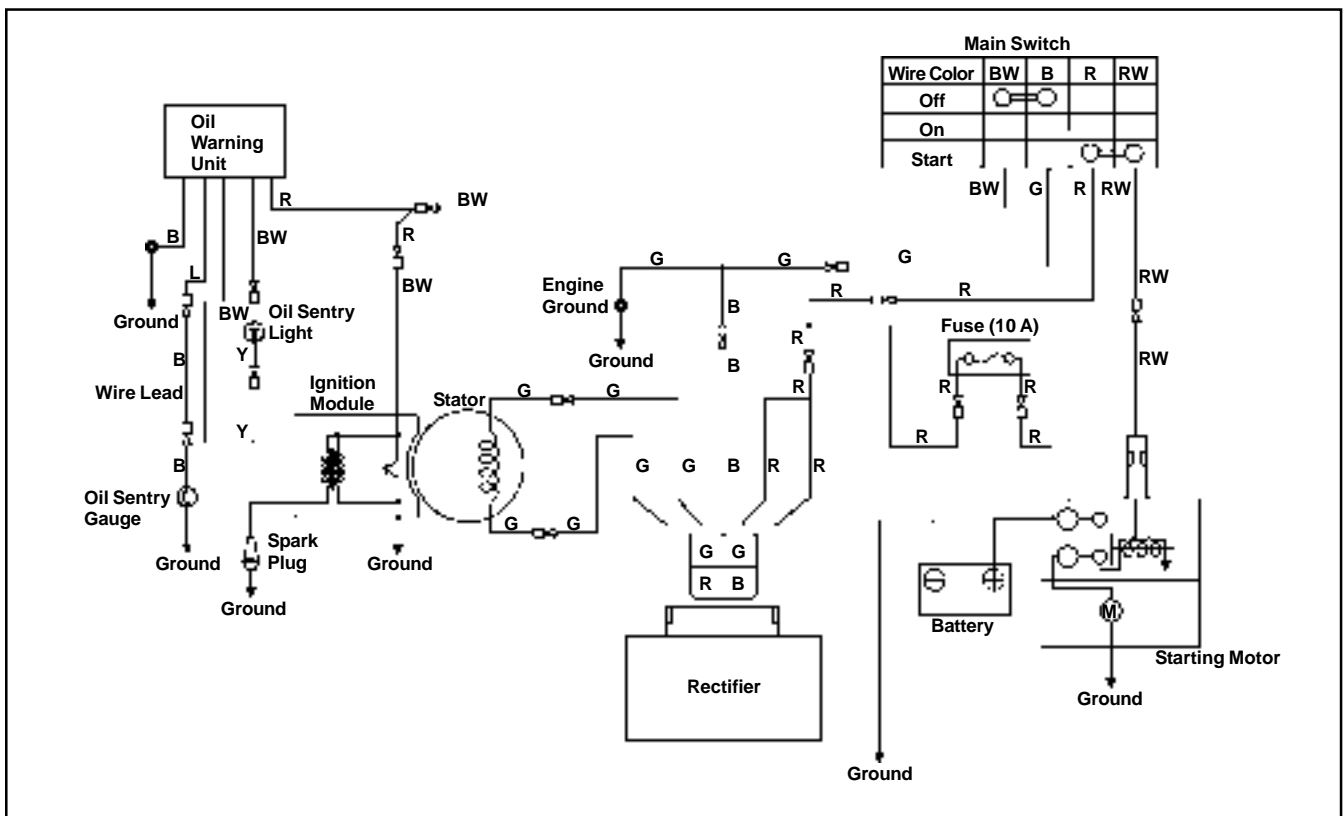 Main Switch
Wire Color BW B R RW
Off
On
Start
BW G R RW
Oil
Warning
Unit
R
BW
B
BW
R
L
BW
Ground
BW
Oil Sentry
Light
Y
B
Wire Lead
Y
B
Oil Sentry
Gauge
Ground
Ignition
Module
Spark
Plug
Ground
Ground
Stator
G G
G G
Engine
Ground
G G G
B
Ground
B
R R
R
R
G G B R R
G G
R B
Rectifier
RW
RW
Fuse (10 A)
R R
R R
Battery
M
Starting Motor
Ground
Ground